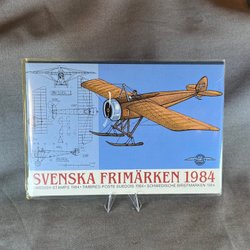 SVENSKA FRIMÄRKEN 1984
SWEDISH STAMPS 1984 • TIMBRES-POSTE SUEDOIS 1984 • SCHWEDISCHE BRIEFMARKEN 1984